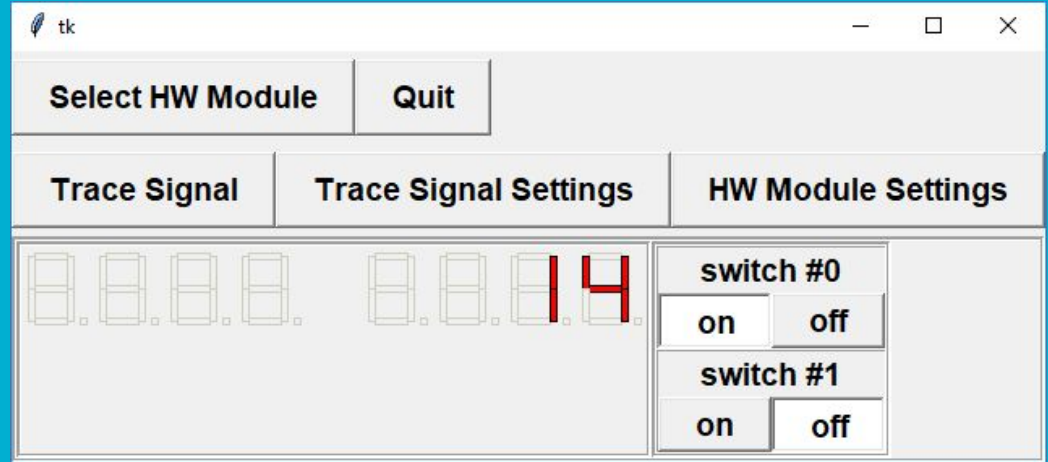 tk
Select HW Module Quit
Trace Signal Trace Signal Settings HW Module Settings
14
switch #0
on off
switch #1
on off